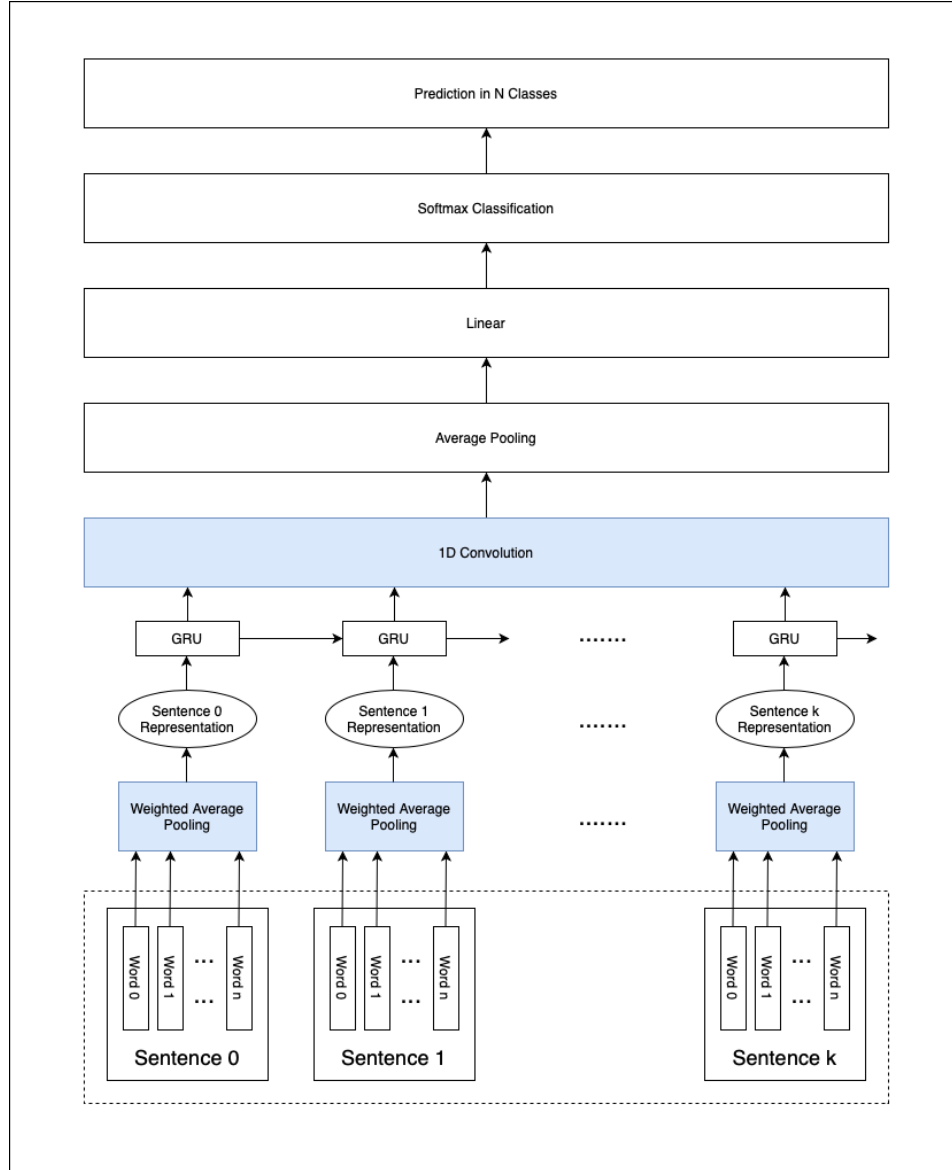 Prediction in N Classes
Softmax Classification
Linear
Average Pooling
1D Convolution
GRU GRU ....... GRU
Sentence 0 Sentence 1 Sentence k
Representation Representation ....... Representation
Weighted Average Weighted Average Weighted Average
Pooling Pooling ....... Pooling
Word 0 Word 1 ... ... Word n Word 0 Word 1 ... ... Word n Word 0 Word 1 ... ... Word n
Sentence 0 Sentence 1 Sentence k